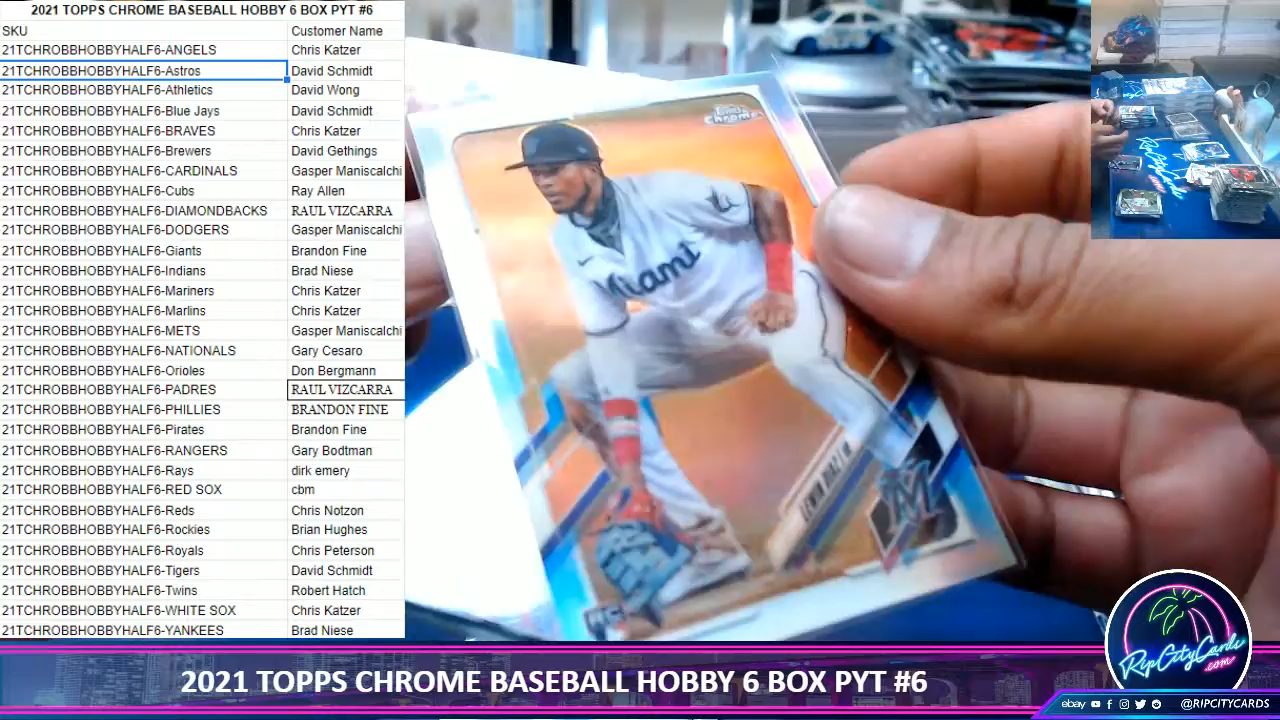 2021 TOPPS CHROME BASEBALL HOBBY 6 BOX PYT #6
SKU Customer Name
21TCHROBBHOBBYHALF6-ANGELS Chris Katzer
21TCHROBBHOBBYHALF6-Astros David Schmidt
21TCHROBBHOBBYHALF6-Athletics David Wong
21TCHROBBHOBBYHALF6-Blue Jays David Schmidt
21TCHROBBHOBBYHALF6-BRAVES Chris Katzer
21TCHROBBHOBBYHALF6-Brewers David Gethings
21TCHROBBHOBBYHALF6-CARDINALS Gasper Maniscalchi
21TCHROBBHOBBYHALF6-Cubs Ray Allen
21TCHROBBHOBBYHALF6-DIAMONDBACKS RAUL VIZCARRA
21TCHROBBHOBBYHALF6-DODGERS Gasper Maniscalchi
21TCHROBBHOBBYHALF6-Giants Brandon Fine
21TCHROBBHOBBYHALF6-Indians Brad Niese
21TCHROBBHOBBYHALF6-Mariners Chris Katzer
21TCHROBBHOBBYHALF6-Marlins Chris Katzer
21TCHROBBHOBBYHALF6-METS Gasper Maniscalchi
21TCHROBBHOBBYHALF6-NATIONALS Gary Cesaro
21TCHROBBHOBBYHALF6-Orioles Don Bergmann
21TCHROBBHOBBYHALF6-PADRES RAUL VIZCARRA
21TCHROBBHOBBYHALF6-PHILLIES BRANDON FINE
21TCHROBBHOBBYHALF6-Pirates Brandon Fine
21TCHROBBHOBBYHALF6-RANGERS Gary Bodtman
21TCHROBBHOBBYHALF6-Rays dirk emery
21TCHROBBHOBBYHALF6-RED SOX cbm
21TCHROBBHOBBYHALF6-Reds Chris Notzon
21TCHROBBHOBBYHALF6-Rockies Brian Hughes
21TCHROBBHOBBYHALF6-Royals Chris Peterson
21TCHROBBHOBBYHALF6-Tigers David Schmidt
21TCHROBBHOBBYHALF6-Twins Robert Hatch
21TCHROBBHOBBYHALF6-WHITE SOX Chris Katzer
21TCHROBBHOBBYHALF6-YANKEES Brad Niese
Chrome
Miami
LEWIN DIAZ
RipCityCards
.com
2021 TOPPS CHROME BASEBALL HOBBY 6 BOX PYT #6
ebay @RIPCITYCARDS